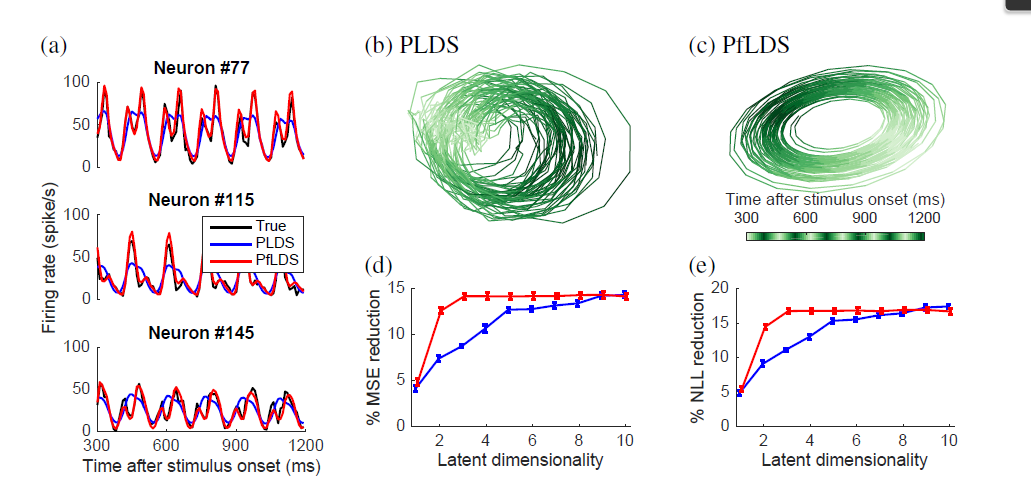 (a)
Neuron #77
100
50
0
Neuron #115
100
50
0
True
PLDS
PfLDS
Neuron #145
100
50
0
300 600 900 1200
Time after stimulus onset (ms)
Firing rate (spike/s)
(b) PLDS
(c) PfLDS
Time after stimulus onset (ms)
300 600 900 1200
(d)
15
10
5
0
2 4 6 8 10
Latent dimensionality
% MSE reduction
(e)
20
15
10
5
0
2 4 6 8 10
Latent dimensionality
% NLL reduction